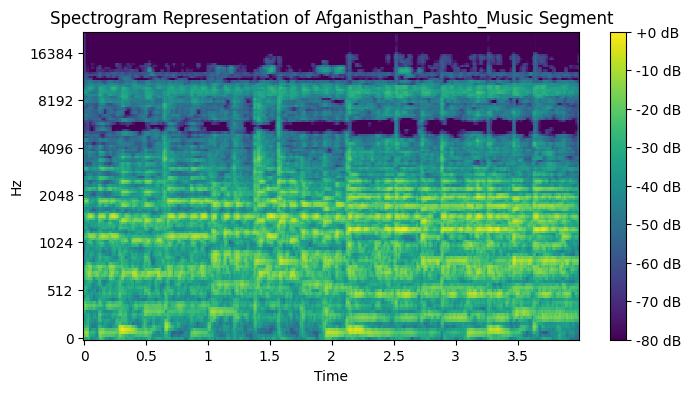 Spectrogram Representation of Afganisthan_Pashto_Music Segment
Hz
16384
8192
4096
2048
1024
512
0
0
0.5
1
1.5
2
2.5
3
3.5
Time
+0 dB
-10 dB
-20 dB
-30 dB
-40 dB
-50 dB
-60 dB
-70 dB
-80 dB